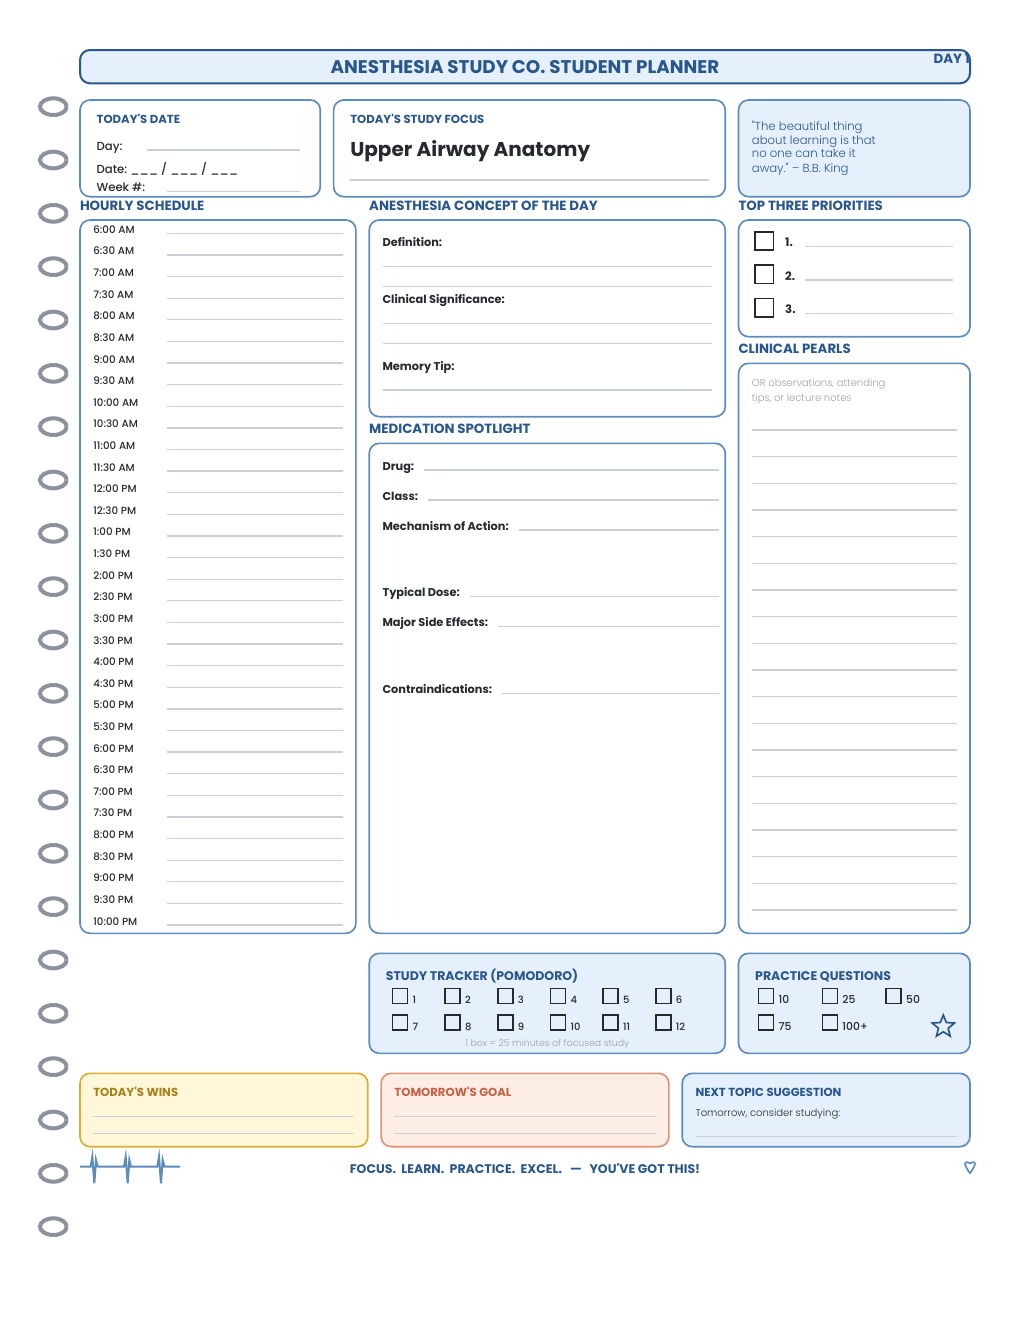 ANESTHESIA STUDY CO. STUDENT PLANNER
DAY 1
TODAY'S DATE
Day:
Date: ___ / ___ / ___
Week #:
TODAY'S STUDY FOCUS
Upper Airway Anatomy
"The beautiful thing
about learning is that
no one can take it
away." – B.B. King
HOURLY SCHEDULE
6:00 AM
6:30 AM
7:00 AM
7:30 AM
8:00 AM
8:30 AM
9:00 AM
9:30 AM
10:00 AM
10:30 AM
11:00 AM
11:30 AM
12:00 PM
12:30 PM
1:00 PM
1:30 PM
2:00 PM
2:30 PM
3:00 PM
3:30 PM
4:00 PM
4:30 PM
5:00 PM
5:30 PM
6:00 PM
6:30 PM
7:00 PM
7:30 PM
8:00 PM
8:30 PM
9:00 PM
9:30 PM
10:00 PM
ANESTHESIA CONCEPT OF THE DAY
Definition:
Clinical Significance:
Memory Tip:
MEDICATION SPOTLIGHT
Drug:
Class:
Mechanism of Action:
Typical Dose:
Major Side Effects:
Contraindications:
TOP THREE PRIORITIES
1.
2.
3.
CLINICAL PEARLS
OR observations, attending
tips, or lecture notes
STUDY TRACKER (POMODORO)
1 2 3 4 5 6
7 8 9 10 11 12
1 box = 25 minutes of focused study
PRACTICE QUESTIONS
10 25 50
75 100+
TODAY'S WINS
TOMORROW'S GOAL
NEXT TOPIC SUGGESTION
Tomorrow, consider studying:
FOCUS. LEARN. PRACTICE. EXCEL. — YOU'VE GOT THIS!